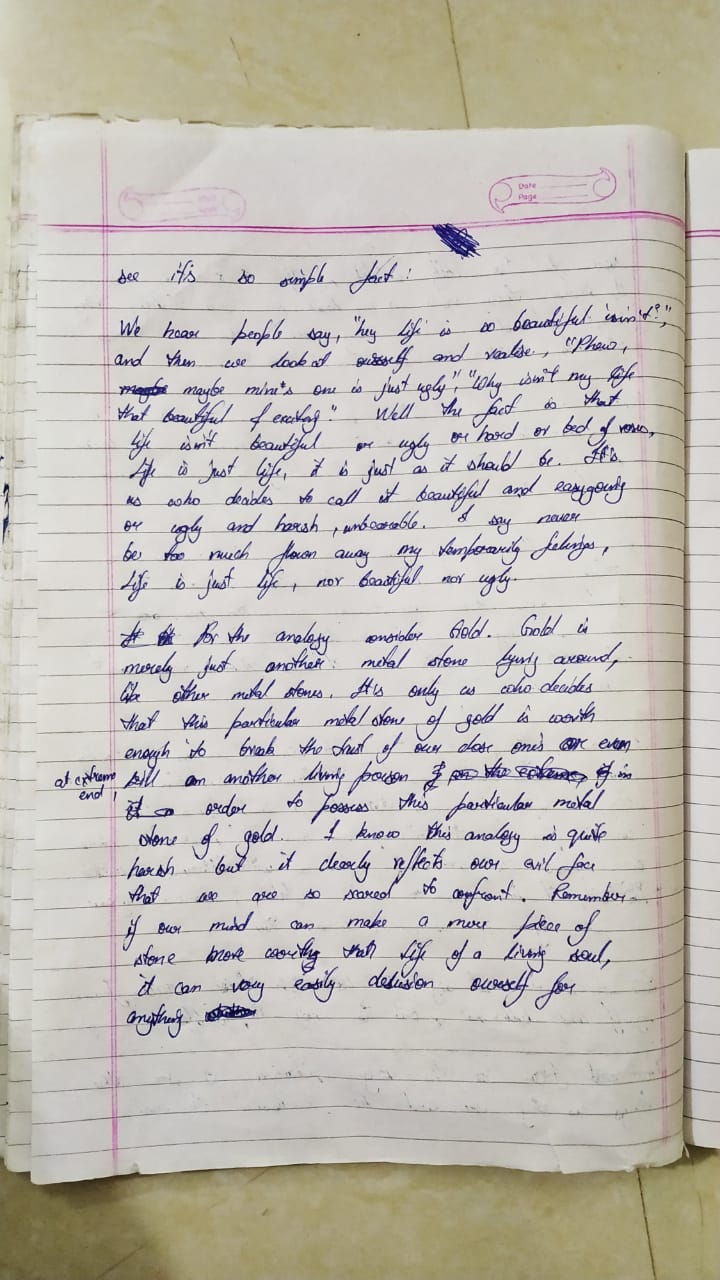 Date
Page
see it's so simple fact:
We hear people say, "hey life is so beautiful isin't?",
and then we look at ourself and realise, "Phew,
maybe maybe mine's one is just ugly", "Why isn't my life
that beautiful & exciting." Well the fact is that
life isn't beautiful or ugly or hard or bed of roses,
Life is just life, it is just as it should be. It's
us who decides to call it beautiful and easygoing
or ugly and harsh, unbearable. I say never
be too much flown away my temporarily feelings,
Life is just life, nor beautiful nor ugly.
For the analogy consider Gold. Gold is
merely just another metal stone lying around,
like other metal stones. It is only us who decides
that this particular metal stone of gold is worth
enough to break the trust of our close one's or even
at extreme end,
kill an another living person in
order to possess this particular metal
stone of gold. I know this analogy is quite
harsh but it clearly reflects our evil face
that we are so scared to confront. Remember
if our mind can make a mere piece of
stone more worthy than life of a living soul,
it can very easily delusion ourself for
anything